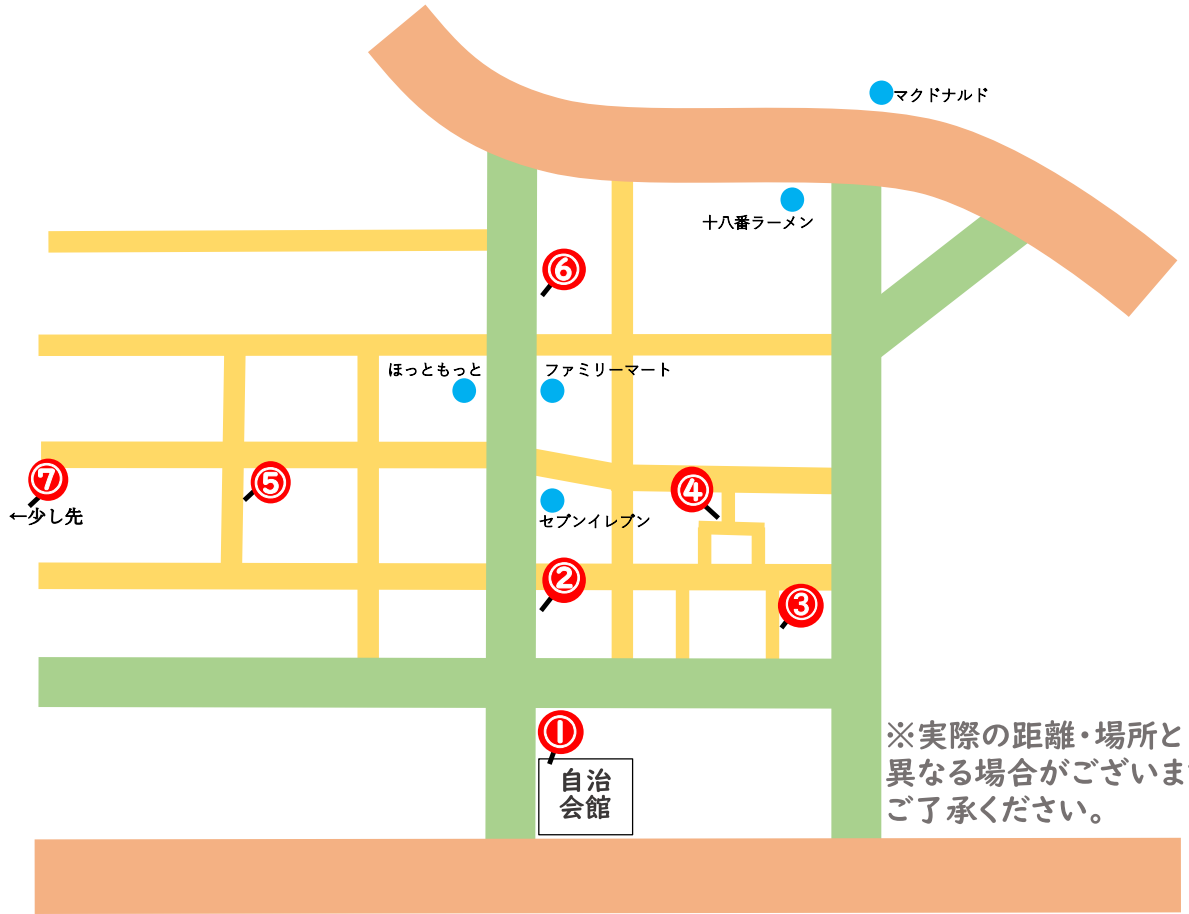 マクドナルド
十八番ラーメン
⑥
ほっともっと
ファミリーマート
⑦
⑤
④
←少し先
セブンイレブン
②
③
①
自治
会館
※実際の距離・場所と
異なる場合がございます
ご了承ください。